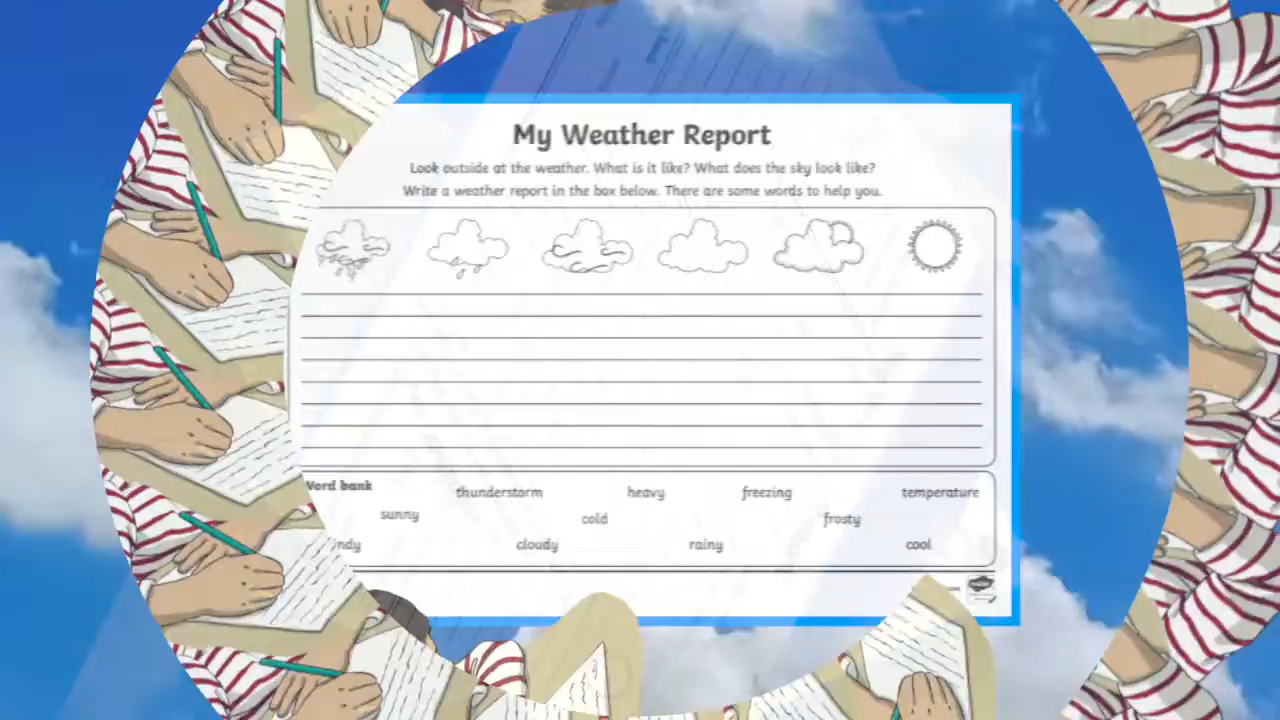 My Weather Report
Look outside at the weather. What is it like? What does the sky look like?
Write a weather report in the box below. There are some words to help you.
Word bank
thunderstorm heavy freezing temperature
sunny cold frosty
indy cloudy rainy cool